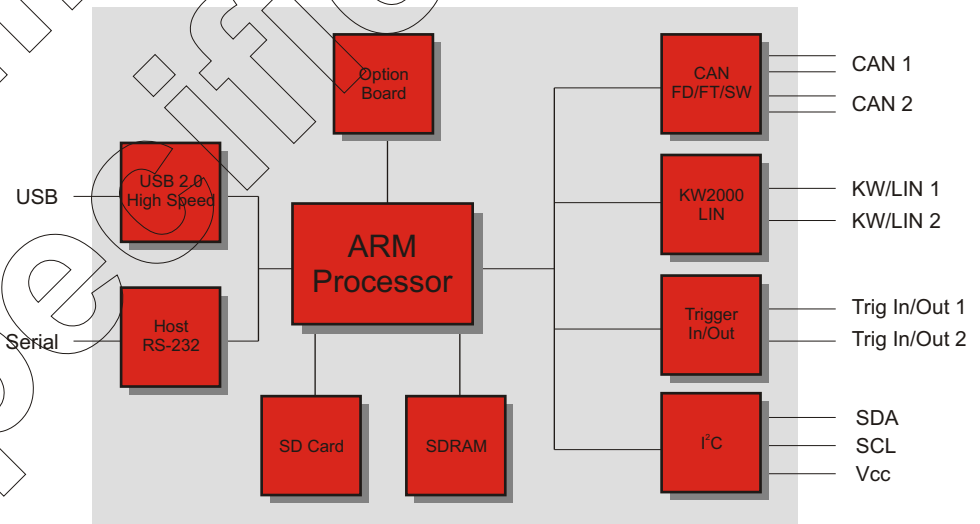 Option
Board
CAN
FD/FT/SW
CAN 1
CAN 2
USB
USB 2.0
High Speed
KW2000
LIN
KW/LIN 1
KW/LIN 2
ARM
Processor
Serial
Host
RS-232
Trigger
In/Out
Trig In/Out 1
Trig In/Out 2
SD Card
SDRAM
I²C
SDA
SCL
Vcc